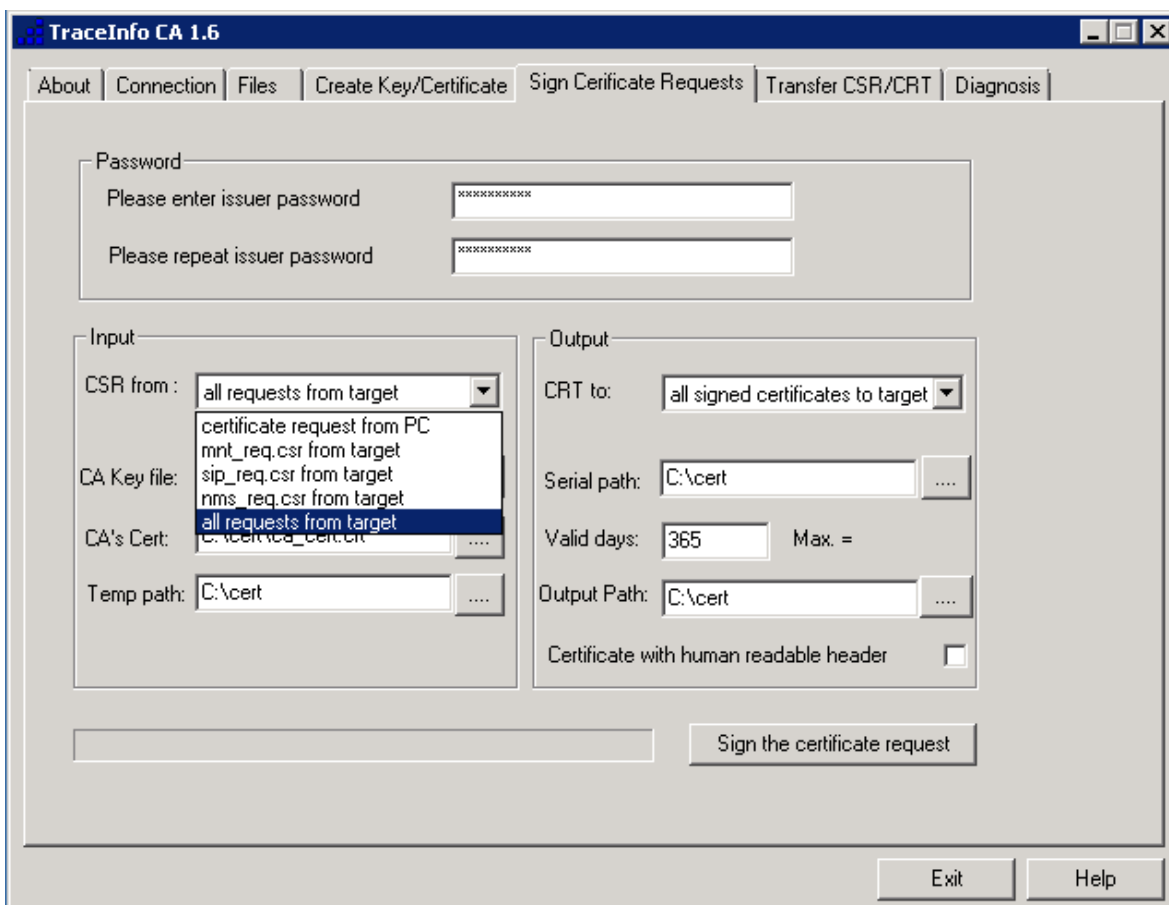 TraceInfo CA 1.6
About Connection Files Create Key/Certificate Sign Cerificate Requests Transfer CSR/CRT Diagnosis
Password
Please enter issuer password
**********
Please repeat issuer password
**********
Input
CSR from :
all requests from target
certificate request from PC
mnt_req.csr from target
sip_req.csr from target
nms_req.csr from target
all requests from target
CA Key file:
CA's Cert:
C:\cert\ca_cert.crt
....
Temp path:
C:\cert
....
Output
CRT to:
all signed certificates to target
Serial path:
C:\cert
....
Valid days:
365
Max. =
Output Path:
C:\cert
....
Certificate with human readable header
Sign the certificate request
Exit
Help